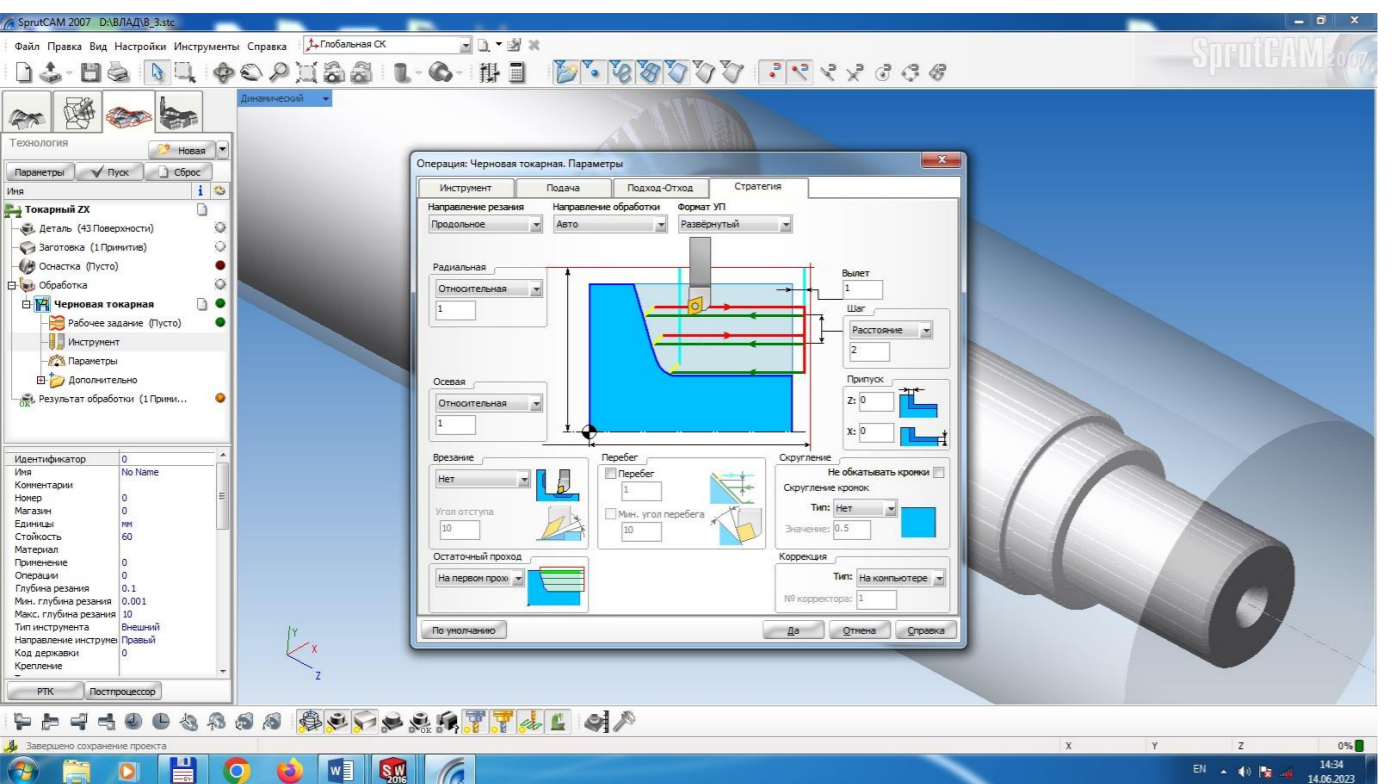 SprutCAM 2007 D:\ВЛАД\В_3.stc
Файл Правка Вид Настройки Инструменты Справка Глобальная СК
SprutCAM 2007
Динамический
Технология
Новая
Параметры Пуск Сброс
Имя
Токарный ZX
Деталь (43 Поверхности)
Заготовка (1 Примитив)
Оснастка (Пусто)
Обработка
Черновая токарная
Рабочее задание (Пусто)
Инструмент
Параметры
Дополнительно
Результат обработки (1 Прими...
Идентификатор 0
Имя No Name
Комментарии
Номер 0
Магазин 0
Единицы мм
Стойкость 60
Материал
Применение 0
Операции 0
Глубина резания 0.1
Мин. глубина резания 0.001
Макс. глубина резания 10
Тип инструмента Внешний
Направление инструмен Правый
Код державки 0
Крепление
РТК Постпроцессор
Операция: Черновая токарная. Параметры
Инструмент Подача Подход-Отход Стратегия
Направление резания Направление обработки Формат УП
Продольное Авто Развёрнутый
Радиальная
Относительная
1
Вылет
1
Шаг
Расстояние
2
Осевая
Относительная
1
Припуск
Z: 0
X: 0
Врезание
Нет
Угол отступа
10
Перебег
Перебег
1
Мин. угол перебега
10
Скругление
Не обкатывать кромки
Скругление кромок
Тип: Нет
Значение: 0.5
Остаточный проход
На первом прохо
Коррекция
Тип: На компьютере
№ корректора: 1
По умолчанию Да Отмена Справка
Y
X
Z
Завершено сохранение проекта X Y Z 0%
SW
2016
EN
14:34
14.06.2023